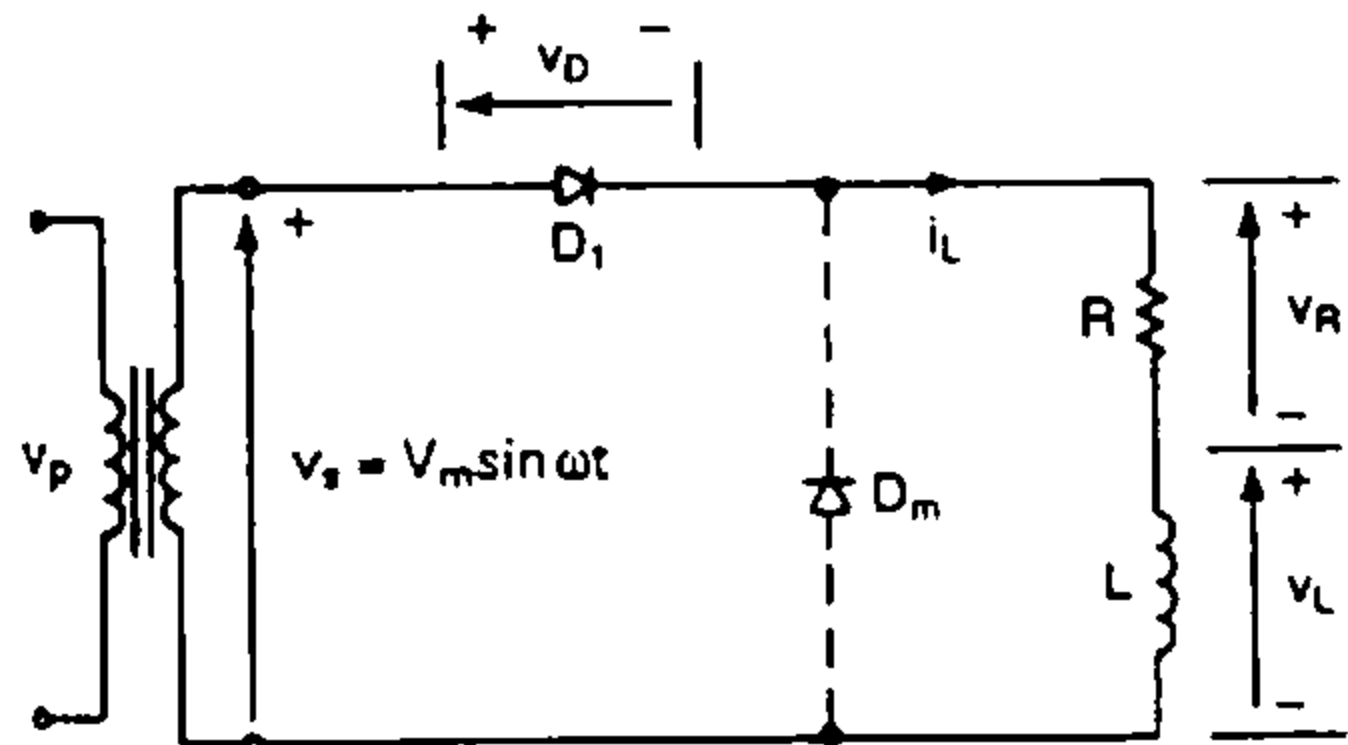 + −
v_D
D₁
+
i_L
+
R
v_R
−
v_p
v_s = V_m sin ωt
D_m
+
L
v_L
−